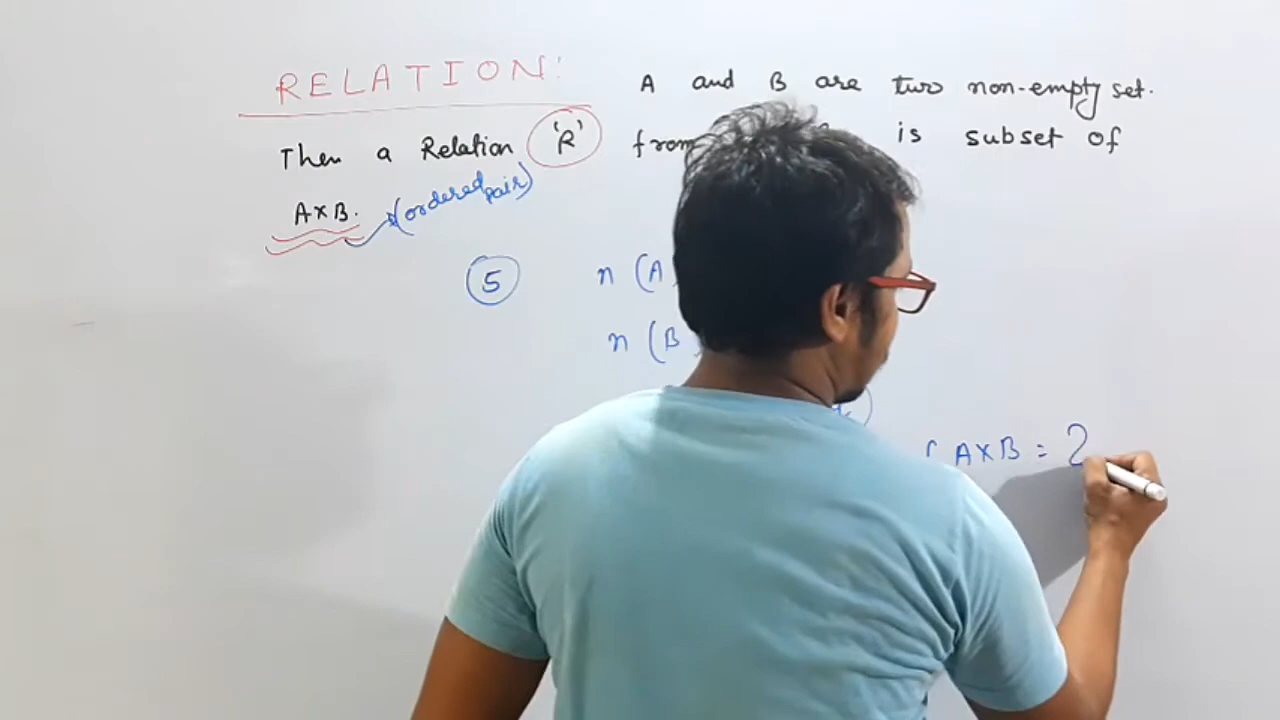 RELATION: A and B are two non-empty set.
Then a Relation 'R' from is subset of
A×B. (ordered pair)
5 n (A
n (B
A×B = 2